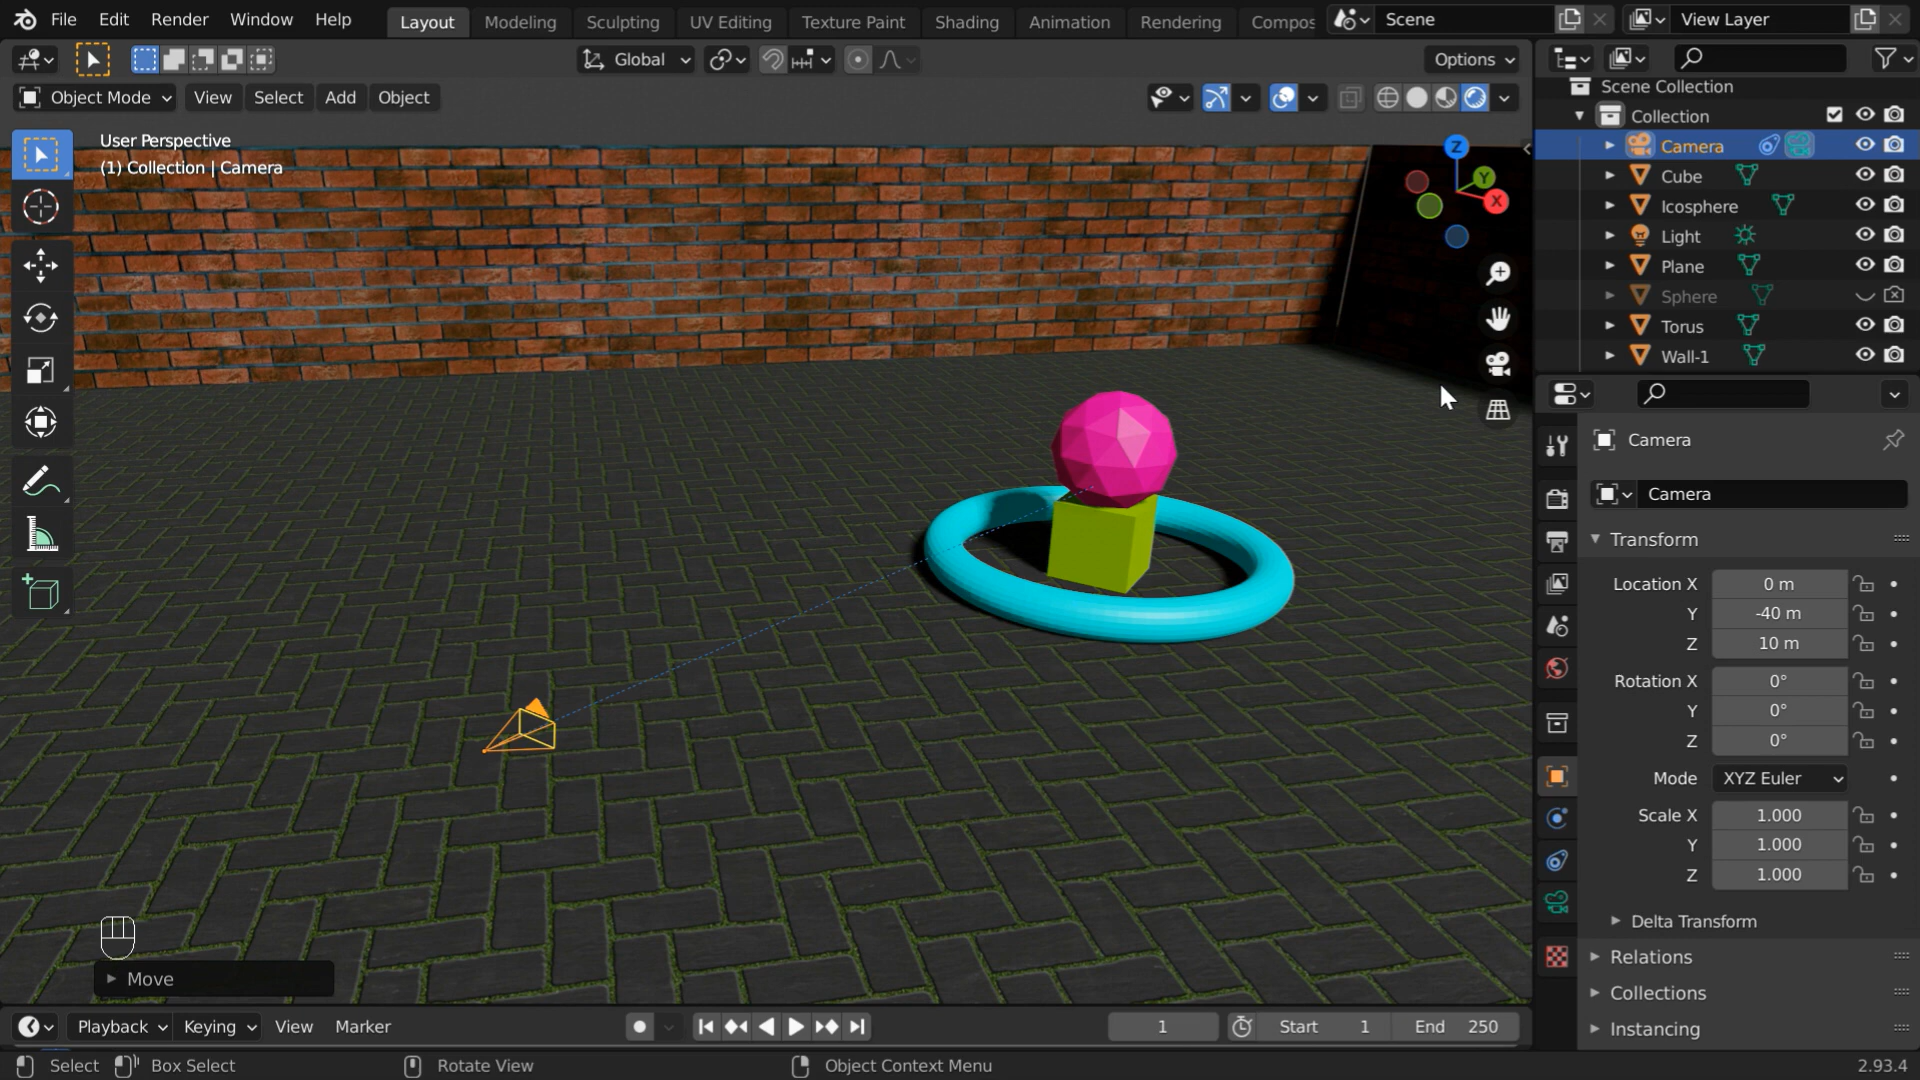 File Edit Render Window Help Layout Modeling Sculpting UV Editing Texture Paint Shading Animation Rendering Compos Scene View Layer
Global Options
Object Mode View Select Add Object
User Perspective
(1) Collection | Camera
Z
Y
X
Scene Collection
Collection
Camera
Cube
Icosphere
Light
Plane
Sphere
Torus
Wall-1
Camera
Camera
Transform
Location X 0 m
Y -40 m
Z 10 m
Rotation X 0°
Y 0°
Z 0°
Mode XYZ Euler
Scale X 1.000
Y 1.000
Z 1.000
Delta Transform
Relations
Collections
Instancing
Move
Playback Keying View Marker 1 Start 1 End 250
Select Box Select Rotate View Object Context Menu 2.93.4